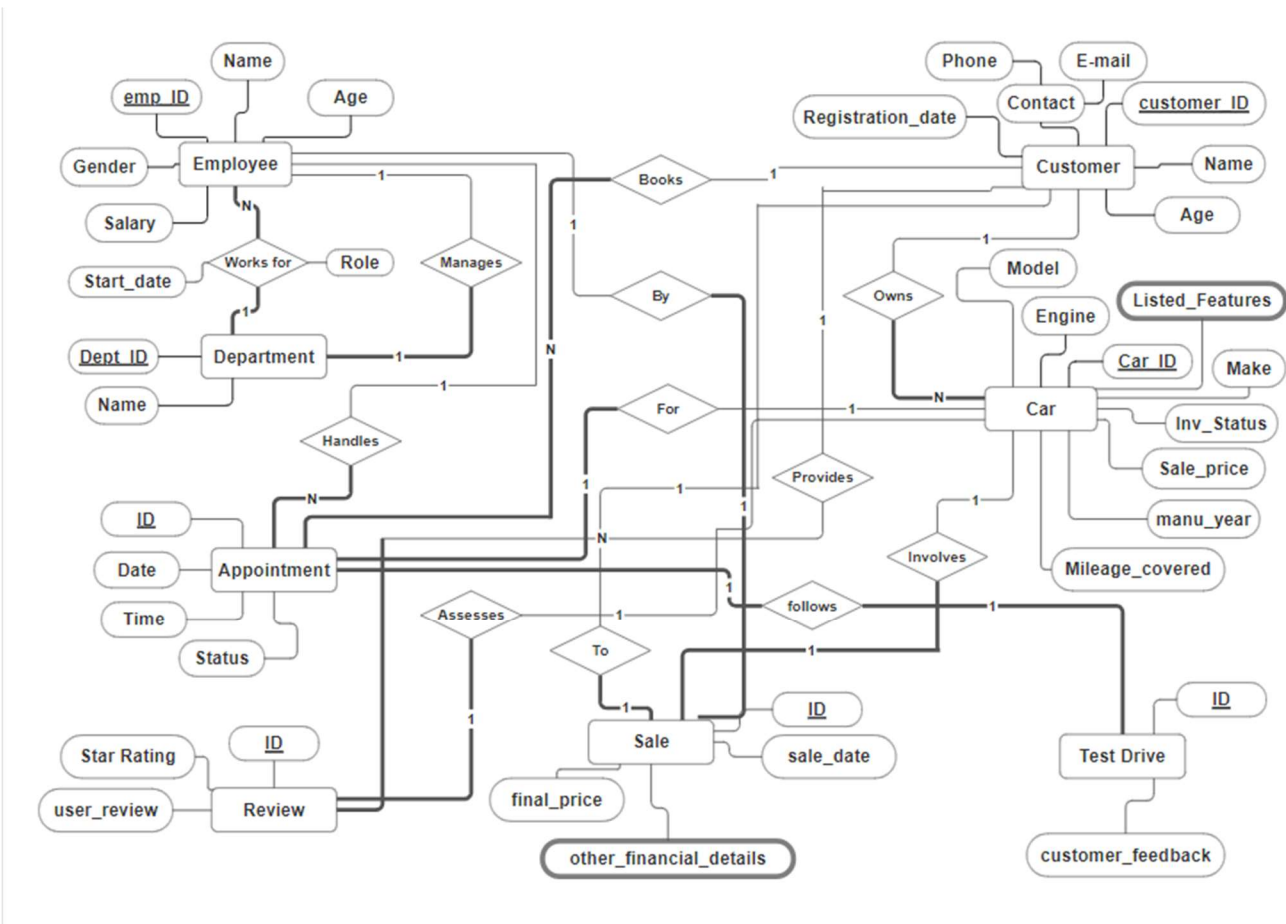 Name
Phone
E-mail
emp_ID
Age
Contact
customer_ID
Registration_date
Gender
Employee
Customer
Name
1
Books
1
N
1
Salary
Age
Works for
Role
Manages
1
Start_date
By
Owns
1
Model
Listed_Features
Engine
1
1
Dept_ID
Department
1
N
Car_ID
Make
Name
1
For
1
N
Car
Inv_Status
Handles
Sale_price
Provides
1
1
1
N
1
ID
manu_year
N
Involves
Date
Appointment
Mileage_covered
1
follows
1
Time
Assesses
1
To
1
Status
ID
1
1
ID
Star Rating
ID
Sale
sale_date
Test Drive
user_review
Review
final_price
other_financial_details
customer_feedback